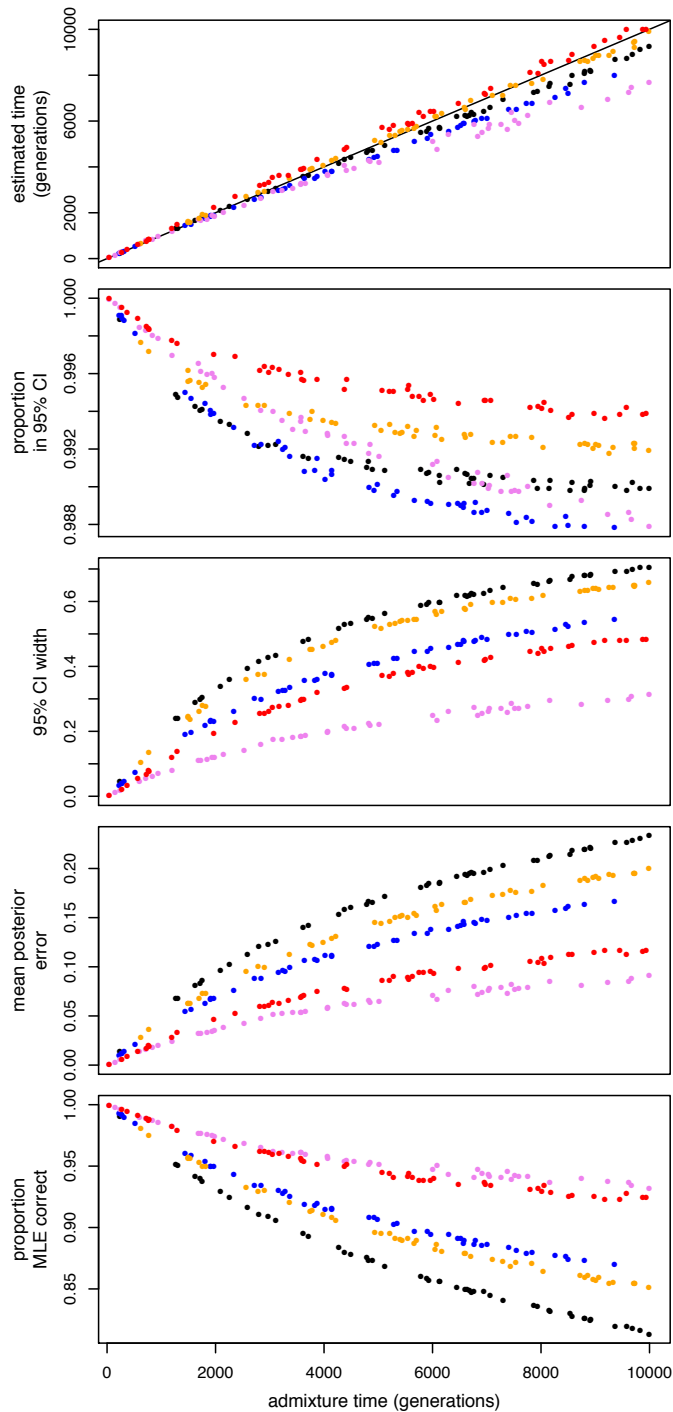 estimated time
(generations)
10000
6000
2000
0
proportion
in 95% CI
1.000
0.996
0.992
0.988
95% CI width
0.6
0.4
0.2
0.0
mean posterior
error
0.20
0.15
0.10
0.05
0.00
proportion
MLE correct
1.00
0.95
0.90
0.85
0 2000 4000 6000 8000 10000
admixture time (generations)